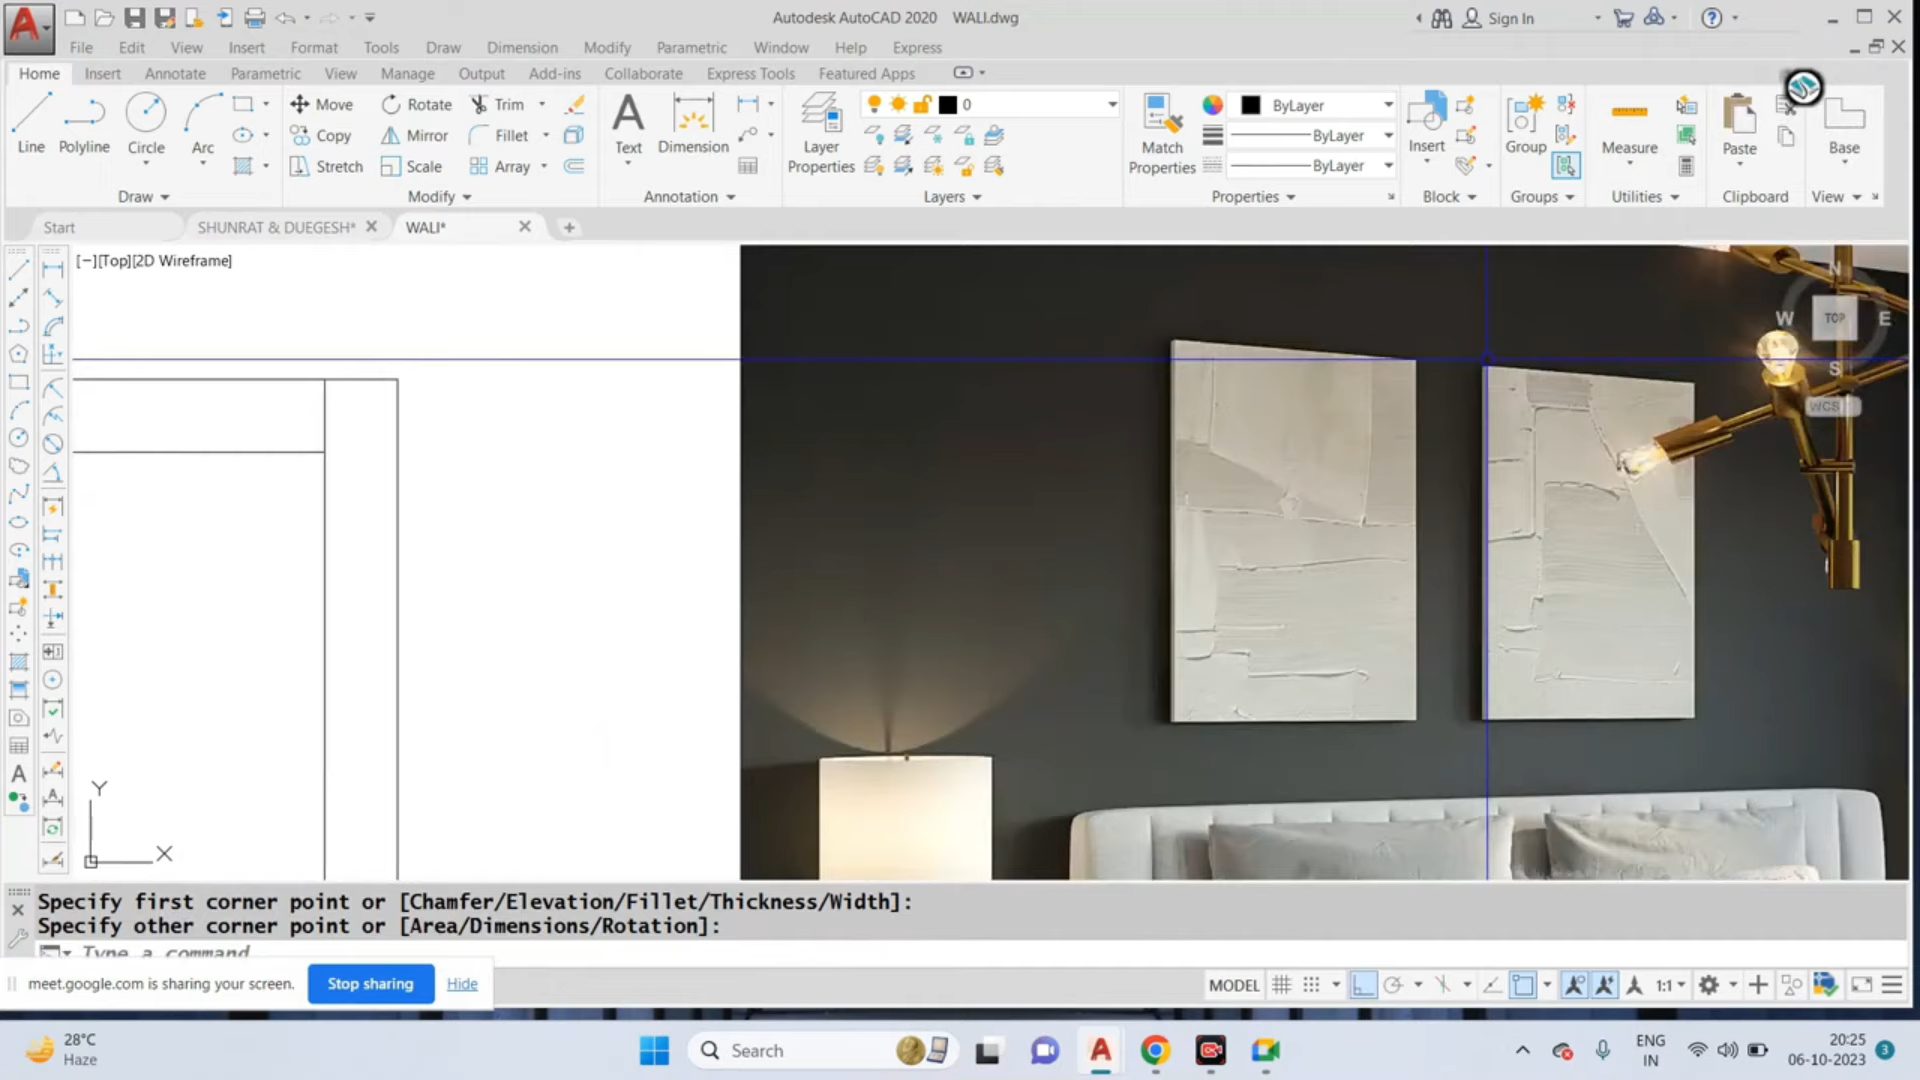 Autodesk AutoCAD 2020 WALI.dwg
Sign In
File Edit View Insert Format Tools Draw Dimension Modify Parametric Window Help Express
Home Insert Annotate Parametric View Manage Output Add-ins Collaborate Express Tools Featured Apps
Line Polyline Circle Arc
Move Rotate Trim
Copy Mirror Fillet
Stretch Scale Array
Text Dimension
Layer Properties
0
Match Properties
ByLayer
ByLayer
ByLayer
Insert
Group
Measure
Paste
Base
Draw Modify Annotation Layers Properties Block Groups Utilities Clipboard View
Start SHUNRAT & DUEGESH* WALI*
[−][Top][2D Wireframe]
N
W TOP E
S
WCS
Y
X
Specify first corner point or [Chamfer/Elevation/Fillet/Thickness/Width]:
Specify other corner point or [Area/Dimensions/Rotation]:
Type a command
meet.google.com is sharing your screen. Stop sharing Hide
MODEL 1:1
28°C
Haze
Search
ENG
IN
20:25
06-10-2023
3